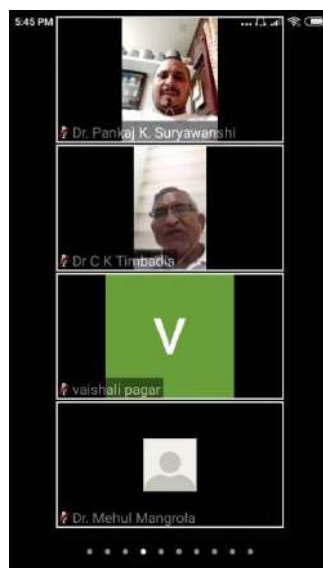 5:45 PM
Dr. Pankaj K. Suryawanshi
Dr C K Timbadia
V
vaishali pagar
Dr. Mehul Mangrola